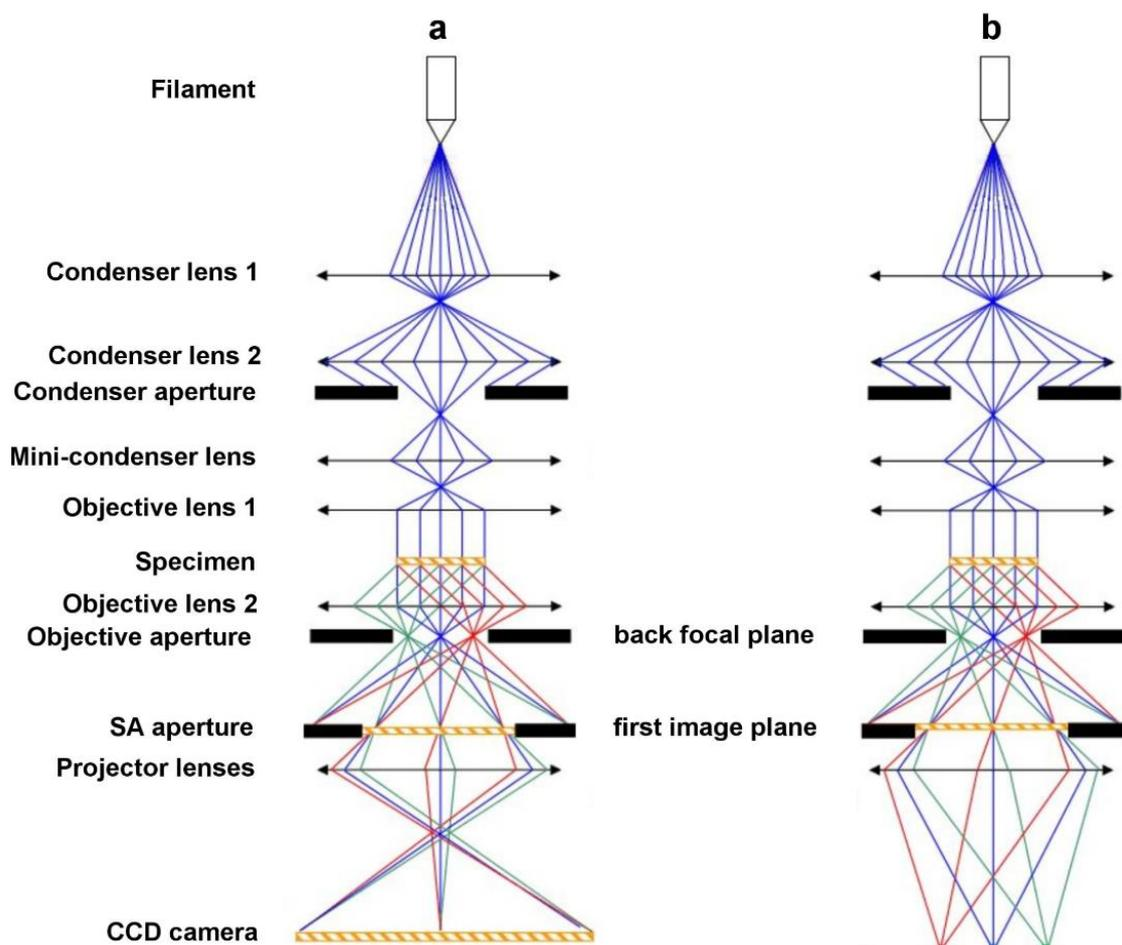 a b
Filament
Condenser lens 1
Condenser lens 2
Condenser aperture
Mini-condenser lens
Objective lens 1
Specimen
Objective lens 2
Objective aperture back focal plane
SA aperture first image plane
Projector lenses
CCD camera